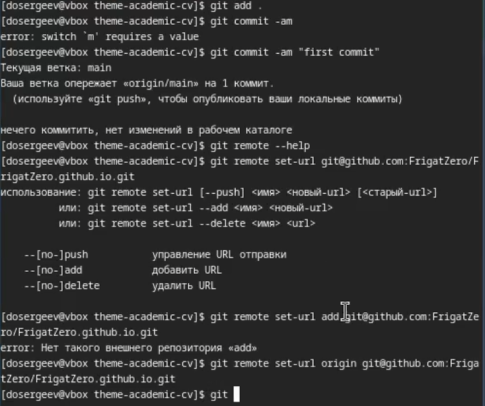 [dosergeev@vbox theme-academic-cv]$ git add .
[dosergeev@vbox theme-academic-cv]$ git commit -am
error: switch `m' requires a value
[dosergeev@vbox theme-academic-cv]$ git commit -am "first commit"
Текущая ветка: main
Ваша ветка опережает «origin/main» на 1 коммит.
  (используйте «git push», чтобы опубликовать ваши локальные коммиты)

нечего коммитить, нет изменений в рабочем каталоге
[dosergeev@vbox theme-academic-cv]$ git remote --help
[dosergeev@vbox theme-academic-cv]$ git remote set-url git@github.com:FrigatZero/F
rigatZero.github.io.git
использование: git remote set-url [--push] <имя> <новый-url> [<старый-url>]
         или: git remote set-url --add <имя> <новый-url>
         или: git remote set-url --delete <имя> <url>

    --[no-]push           управление URL отправки
    --[no-]add            добавить URL
    --[no-]delete         удалить URL

[dosergeev@vbox theme-academic-cv]$ git remote set-url add git@github.com:FrigatZe
ro/FrigatZero.github.io.git
error: Нет такого внешнего репозитория «add»
[dosergeev@vbox theme-academic-cv]$ git remote set-url origin git@github.com:Friga
tZero/FrigatZero.github.io.git
[dosergeev@vbox theme-academic-cv]$ git